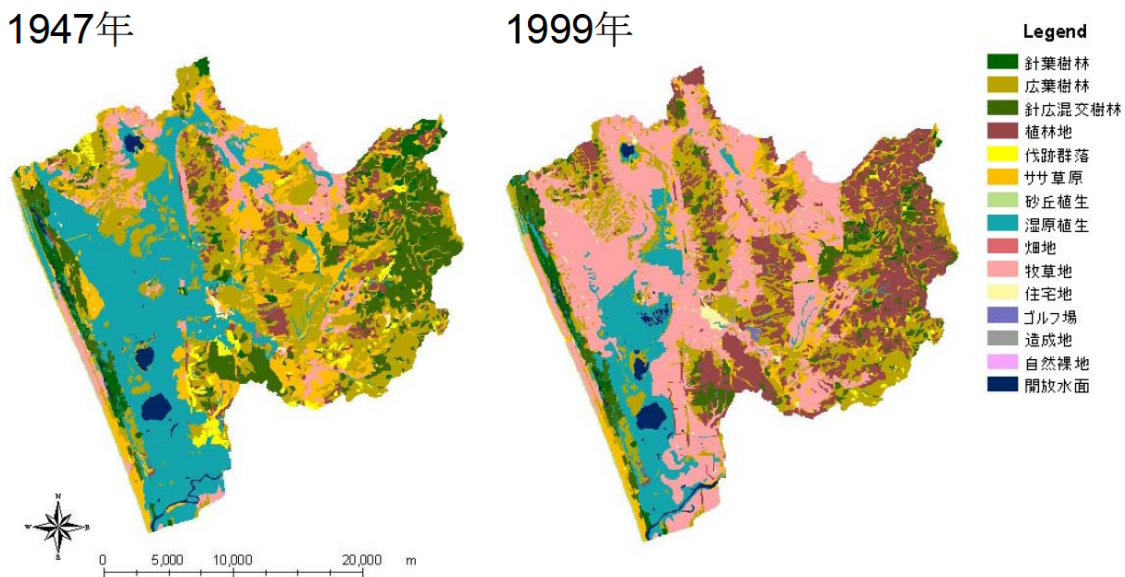 1947年
1999年
Legend
針葉樹林
広葉樹林
針広混交樹林
植林地
伐跡群落
ササ草原
砂丘植生
湿原植生
畑地
牧草地
住宅地
ゴルフ場
造成地
自然裸地
開放水面
N
W E
S
0 5,000 10,000 20,000 m